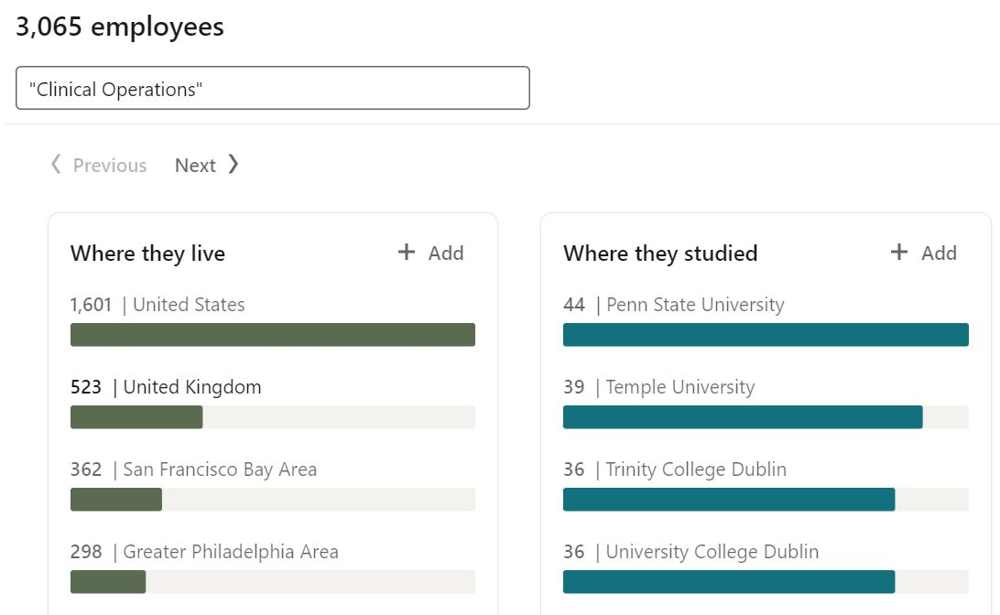 3,065 employees
"Clinical Operations"
Previous Next
Where they live + Add
1,601 | United States
523 | United Kingdom
362 | San Francisco Bay Area
298 | Greater Philadelphia Area
Where they studied + Add
44 | Penn State University
39 | Temple University
36 | Trinity College Dublin
36 | University College Dublin